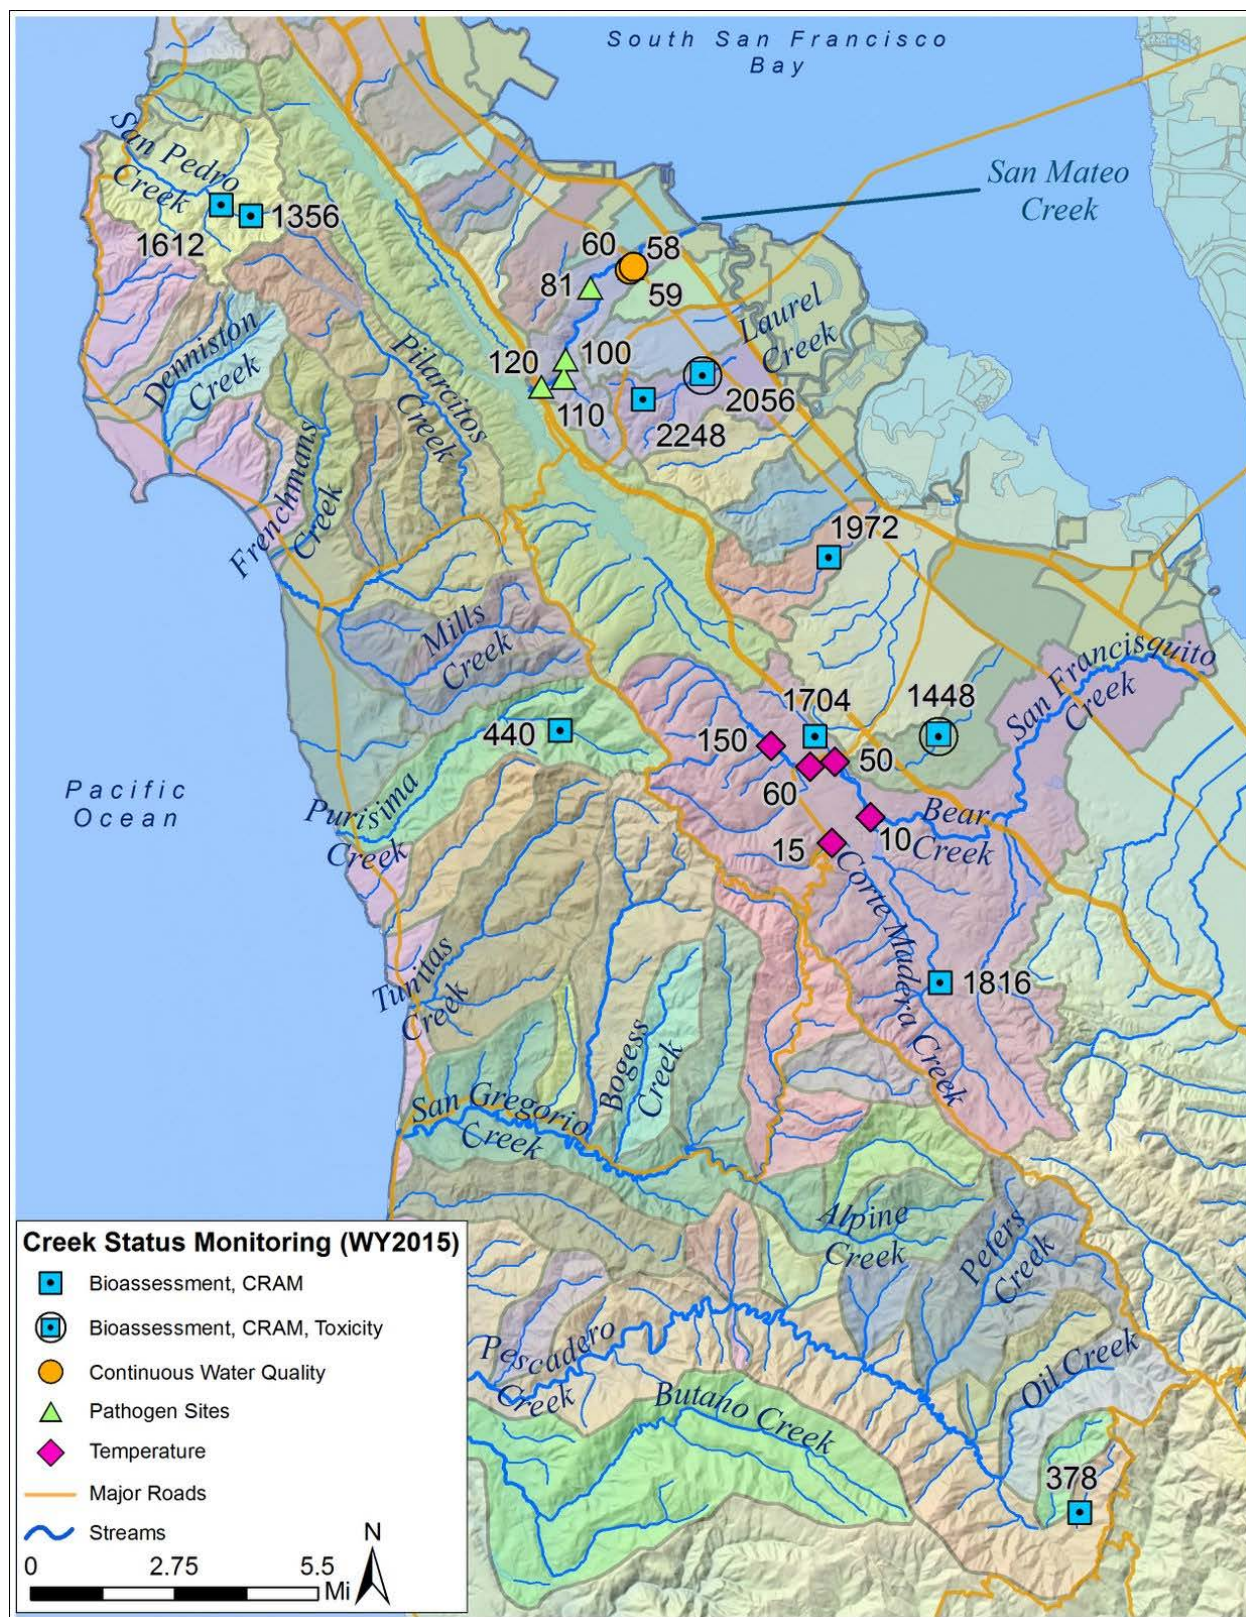 South San Francisco
Bay
San Mateo
Creek
San Pedro
Creek
1356
1612
60
58
81
59
Laurel
Creek
Denniston
Creek
Pilarcitos
Creek
120
100
110
2056
2248
Frenchmans
Creek
1972
Mills
Creek
San Francisquito
Creek
1704
1448
440
150
50
60
Purisima
Creek
Bear
Creek
10
15
Pacific
Ocean
Corte Madera Creek
1816
Tunitas
Creek
Bogess
Creek
San Gregorio
Creek
Alpine
Creek
Peters
Creek
Pescadero
Creek
Butano Creek
Oil Creek
378
Creek Status Monitoring (WY2015)
Bioassessment, CRAM
Bioassessment, CRAM, Toxicity
Continuous Water Quality
Pathogen Sites
Temperature
Major Roads
Streams
N
0 2.75 5.5
Mi